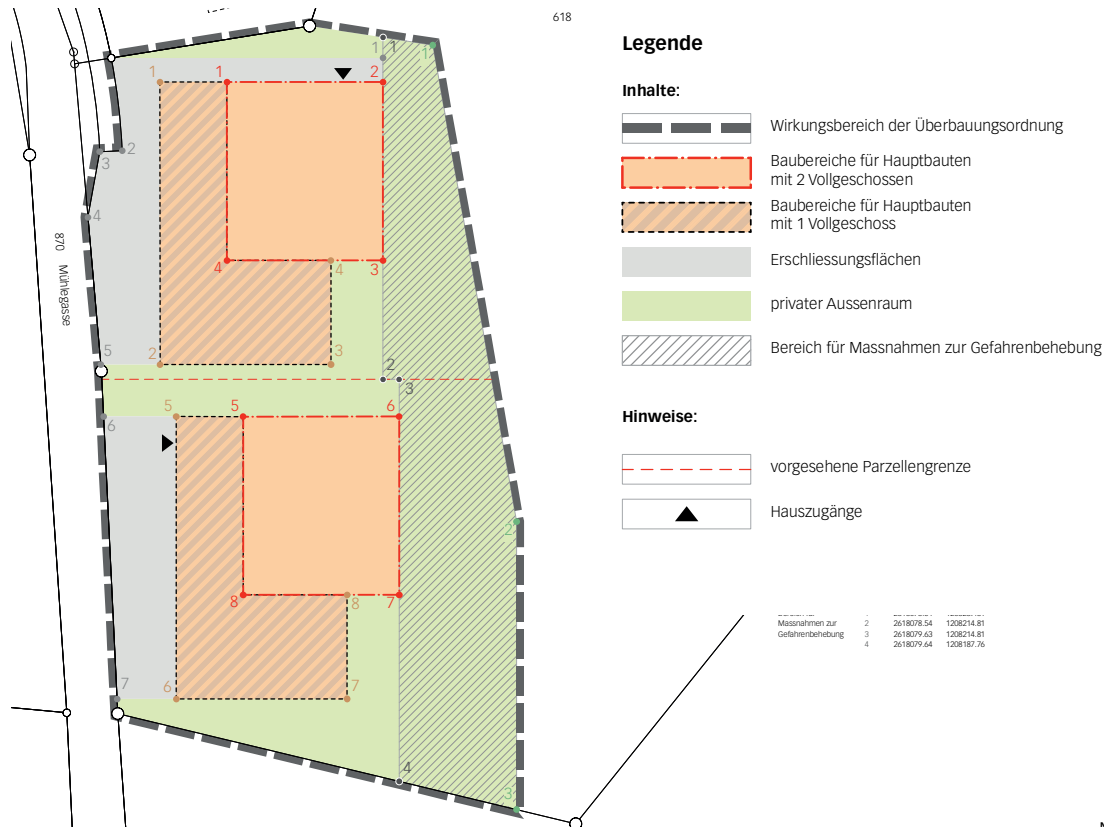 618
Legende
Inhalte:
Wirkungsbereich der Überbauungsordnung
Baubereiche für Hauptbauten
mit 2 Vollgeschossen
Baubereiche für Hauptbauten
mit 1 Vollgeschoss
Erschliessungsflächen
privater Aussenraum
Bereich für Massnahmen zur Gefahrenbehebung
Hinweise:
vorgesehene Parzellengrenze
Hauszugänge
Massnahmen zur 2 2618078.54 1208214.81
Gefahrenbehebung 3 2618079.63 1208214.81
4 2618079.64 1208187.76
870 Mühlegasse
1 1 1
1 1 2
2
3
4
4 4 3
5 2 3 2
3
6 5 5 6
2
8 8 7
7 6 7
4
3